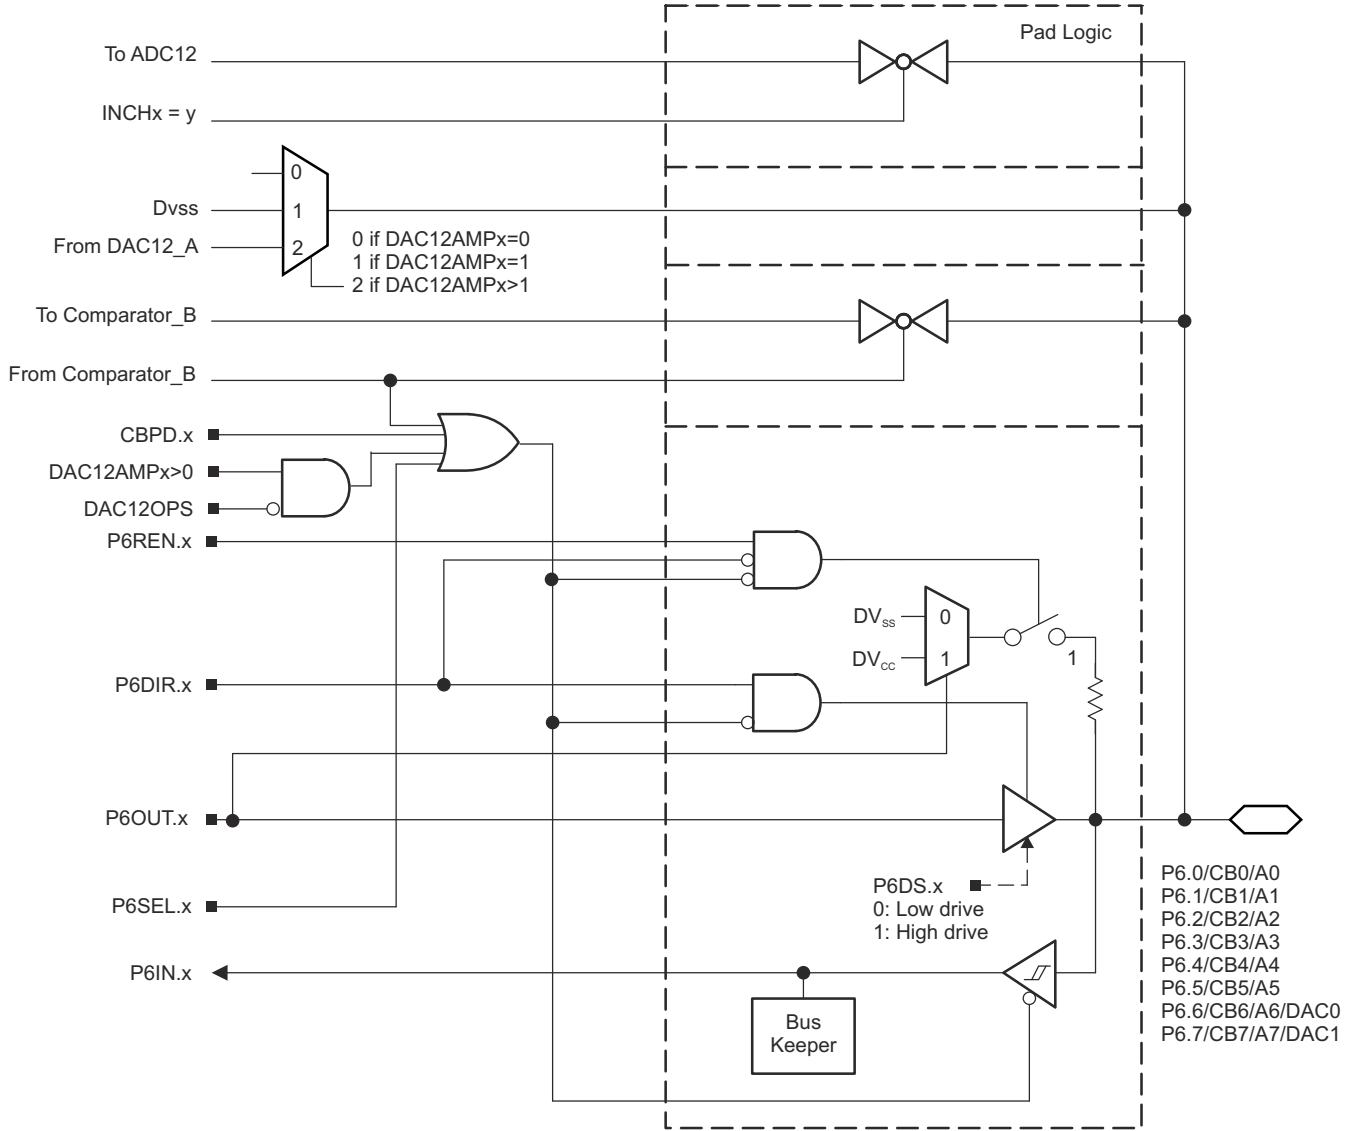 Pad Logic
To ADC12
INCHx = y
0
Dvss
1
From DAC12_A
2
0 if DAC12AMPx=0
1 if DAC12AMPx=1
2 if DAC12AMPx>1
To Comparator_B
From Comparator_B
CBPD.x
DAC12AMPx>0
DAC12OPS
P6REN.x
DVSS
0
DVCC
1
1
P6DIR.x
P6OUT.x
P6DS.x
0: Low drive
1: High drive
P6SEL.x
P6IN.x
Bus
Keeper
P6.0/CB0/A0
P6.1/CB1/A1
P6.2/CB2/A2
P6.3/CB3/A3
P6.4/CB4/A4
P6.5/CB5/A5
P6.6/CB6/A6/DAC0
P6.7/CB7/A7/DAC1